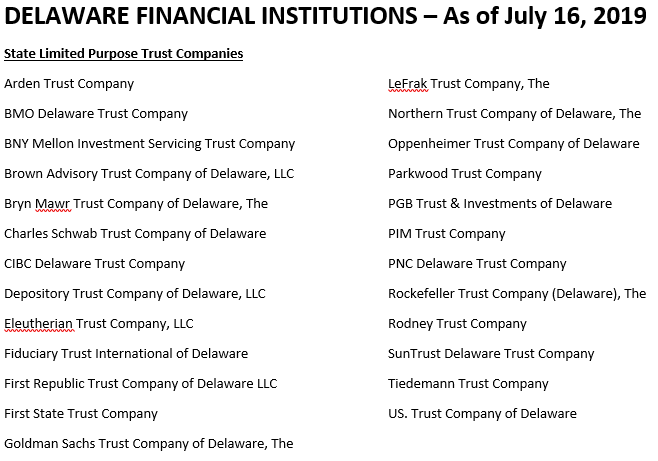 DELAWARE FINANCIAL INSTITUTIONS – As of July 16, 2019
State Limited Purpose Trust Companies
Arden Trust Company
BMO Delaware Trust Company
BNY Mellon Investment Servicing Trust Company
Brown Advisory Trust Company of Delaware, LLC
Bryn Mawr Trust Company of Delaware, The
Charles Schwab Trust Company of Delaware
CIBC Delaware Trust Company
Depository Trust Company of Delaware, LLC
Eleutherian Trust Company, LLC
Fiduciary Trust International of Delaware
First Republic Trust Company of Delaware LLC
First State Trust Company
Goldman Sachs Trust Company of Delaware, The
LeFrak Trust Company, The
Northern Trust Company of Delaware, The
Oppenheimer Trust Company of Delaware
Parkwood Trust Company
PGB Trust & Investments of Delaware
PIM Trust Company
PNC Delaware Trust Company
Rockefeller Trust Company (Delaware), The
Rodney Trust Company
SunTrust Delaware Trust Company
Tiedemann Trust Company
US. Trust Company of Delaware